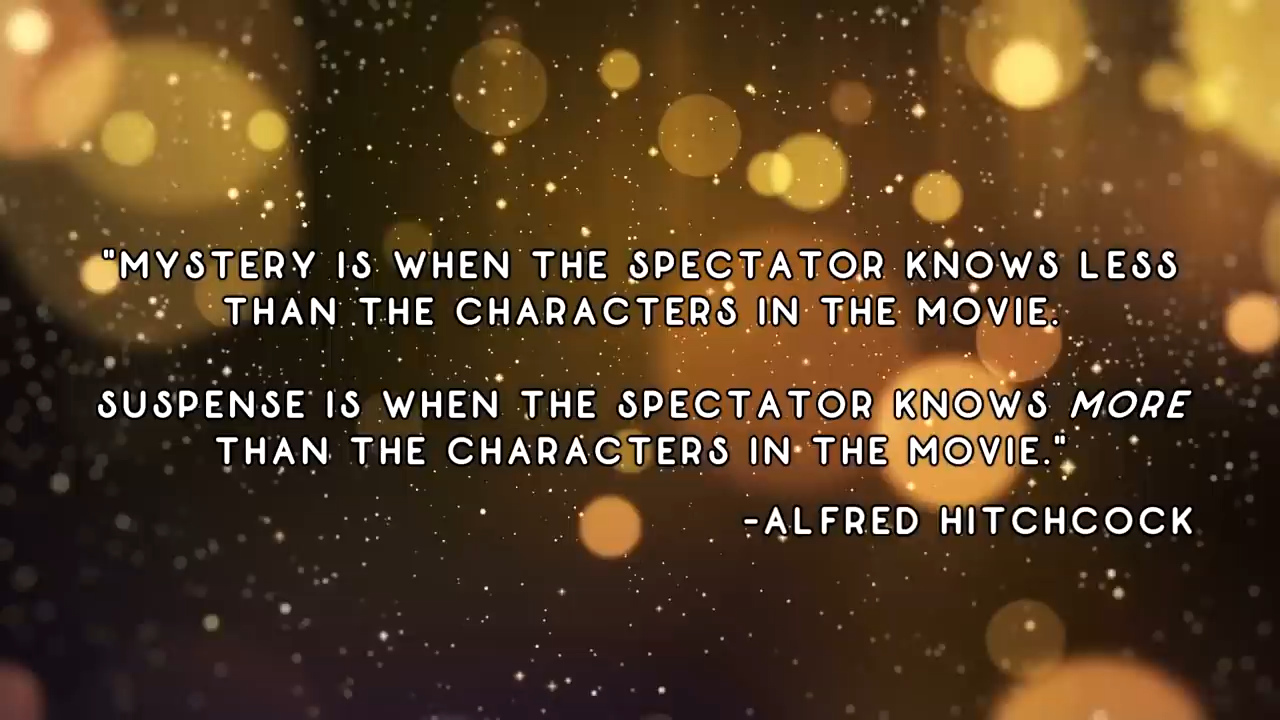 "MYSTERY IS WHEN THE SPECTATOR KNOWS LESS
THAN THE CHARACTERS IN THE MOVIE.
SUSPENSE IS WHEN THE SPECTATOR KNOWS MORE
THAN THE CHARACTERS IN THE MOVIE."
-ALFRED HITCHCOCK